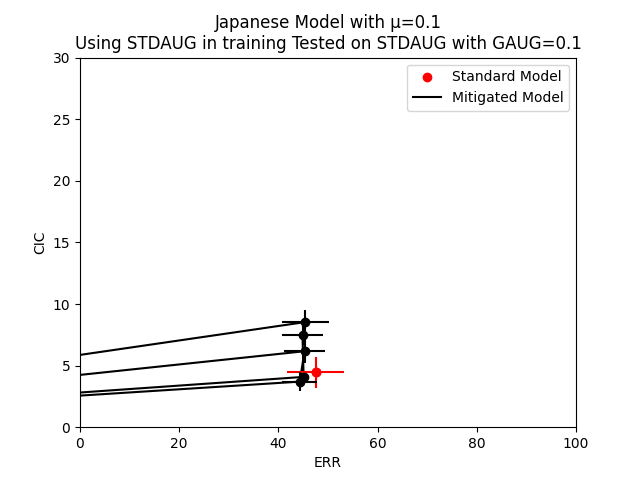 Japanese Model with μ=0.1
Using STDAUG in training Tested on STDAUG with GAUG=0.1
Standard Model
Mitigated Model
CIC
30
25
20
15
10
5
0
0 20 40 60 80 100
ERR